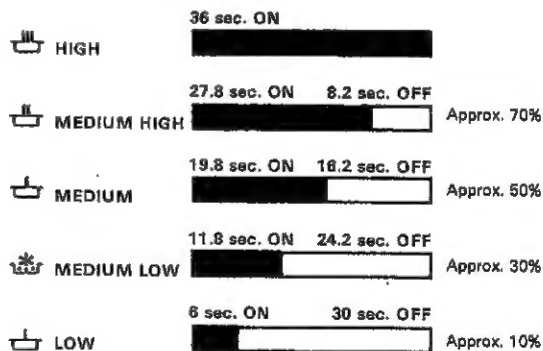 36 sec. ON
HIGH
27.8 sec. ON 8.2 sec. OFF
MEDIUM HIGH Approx. 70%
19.8 sec. ON 16.2 sec. OFF
MEDIUM Approx. 50%
11.8 sec. ON 24.2 sec. OFF
MEDIUM LOW Approx. 30%
6 sec. ON 30 sec. OFF
LOW Approx. 10%